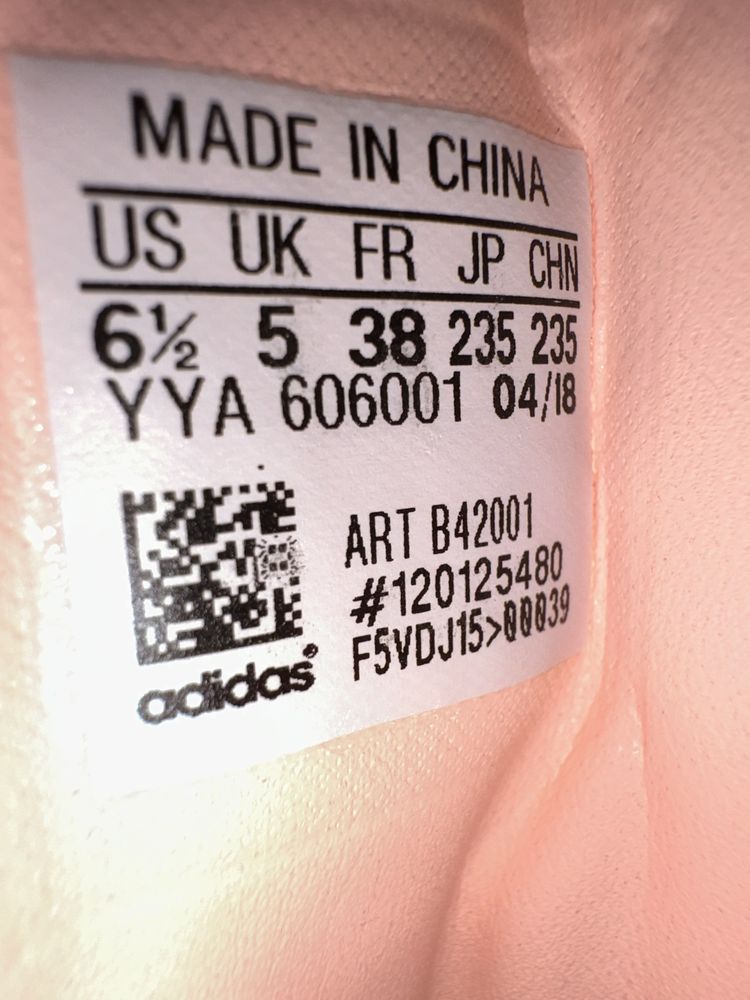 MADE IN CHINA
US UK FR JP CHN
6½ 5 38 235 235
YYA 606001 04/18
ART B42001
#120125480
F5VDJ15>00039
adidas®